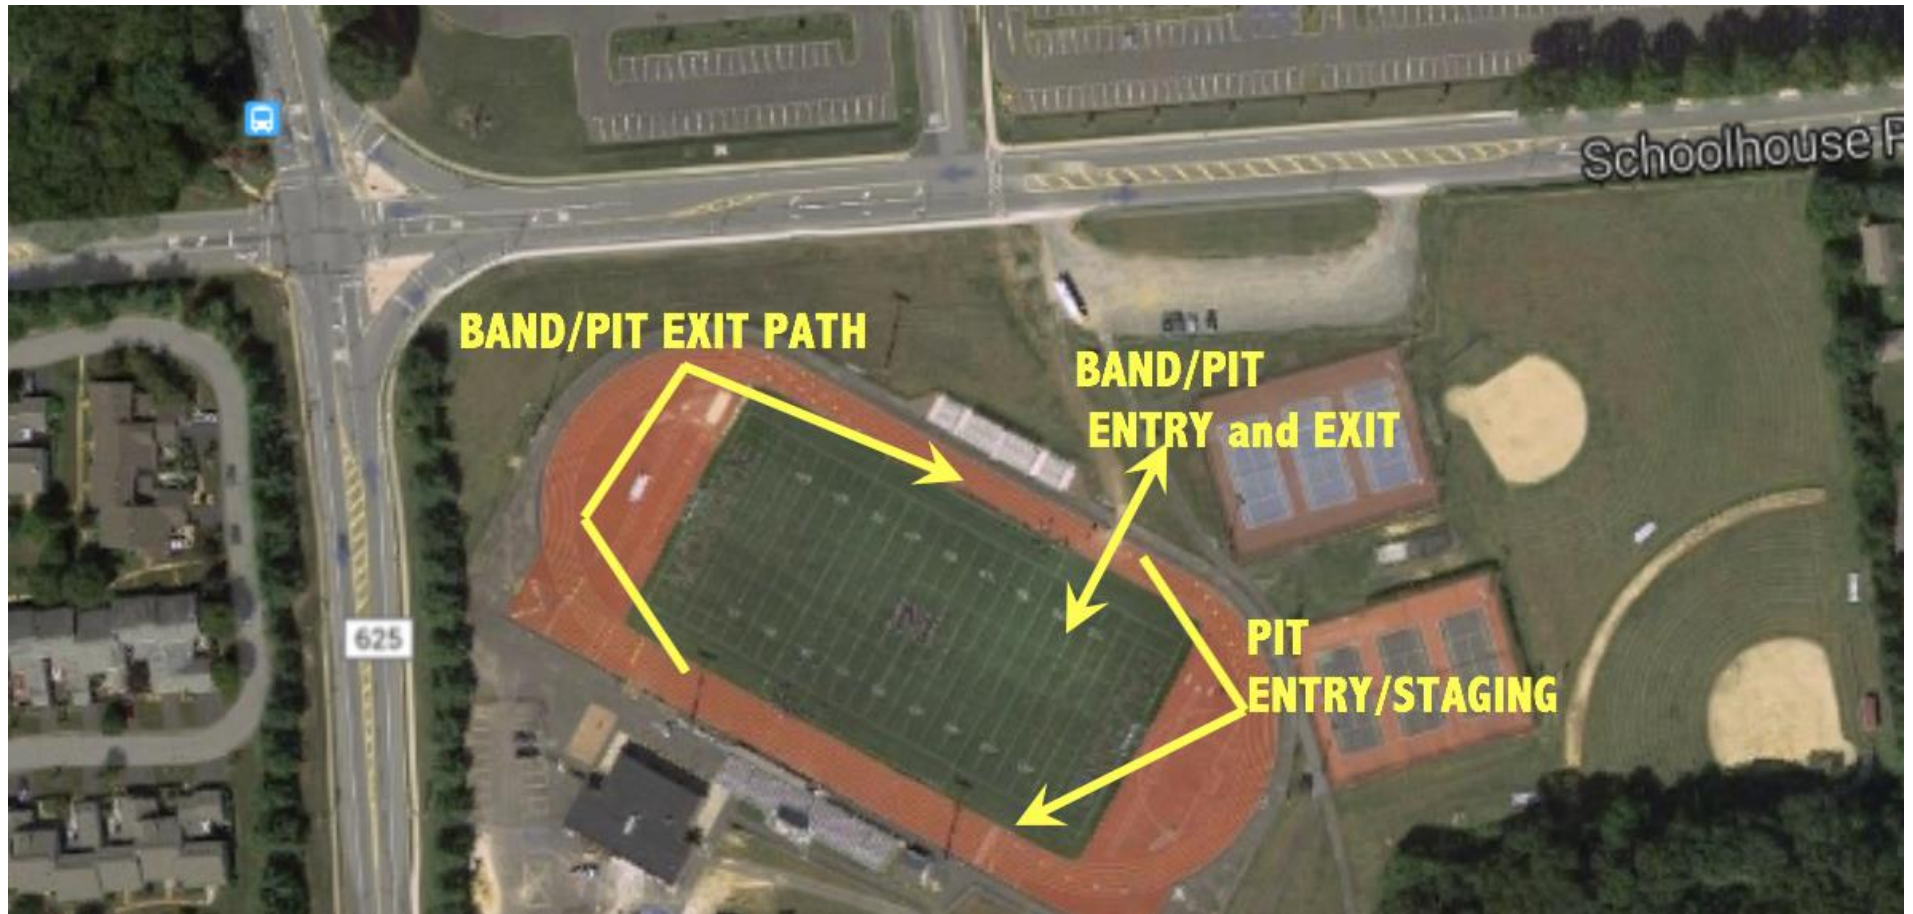 Schoolhouse
BAND/PIT EXIT PATH
BAND/PIT
ENTRY and EXIT
625
PIT
ENTRY/STAGING
M